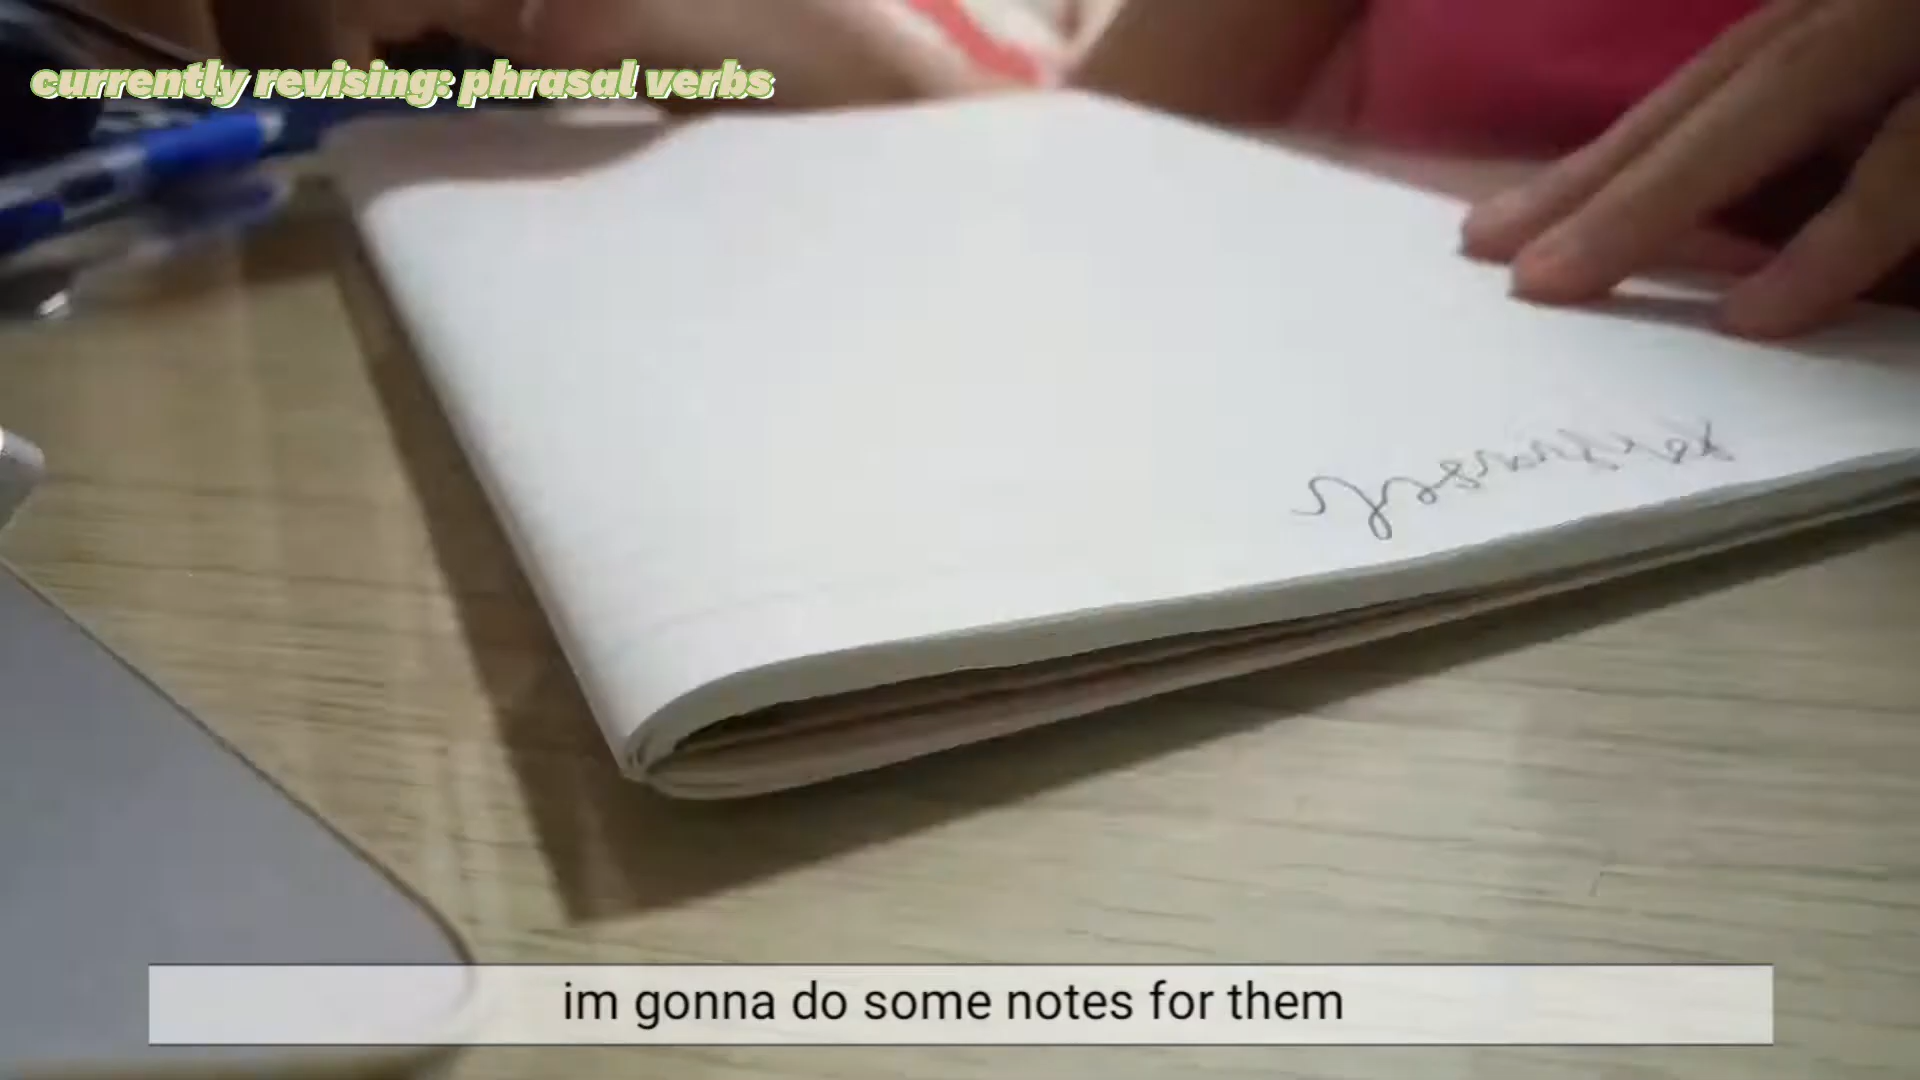 currently revising: phrasal verbs
im gonna do some notes for them